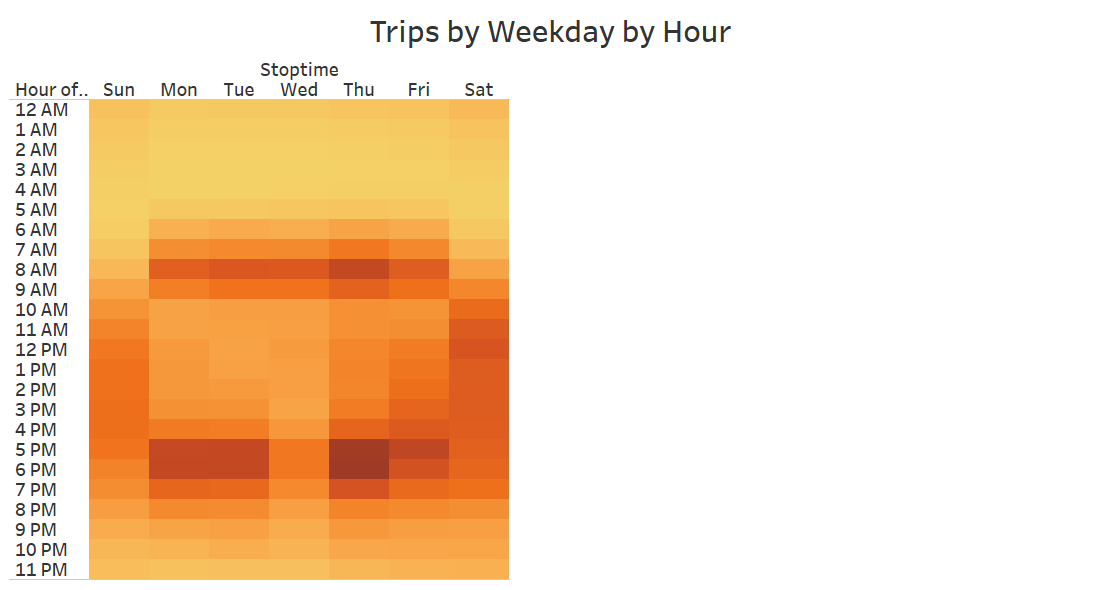 Trips by Weekday by Hour
Stoptime
Hour of.. Sun Mon Tue Wed Thu Fri Sat
12 AM
1 AM
2 AM
3 AM
4 AM
5 AM
6 AM
7 AM
8 AM
9 AM
10 AM
11 AM
12 PM
1 PM
2 PM
3 PM
4 PM
5 PM
6 PM
7 PM
8 PM
9 PM
10 PM
11 PM